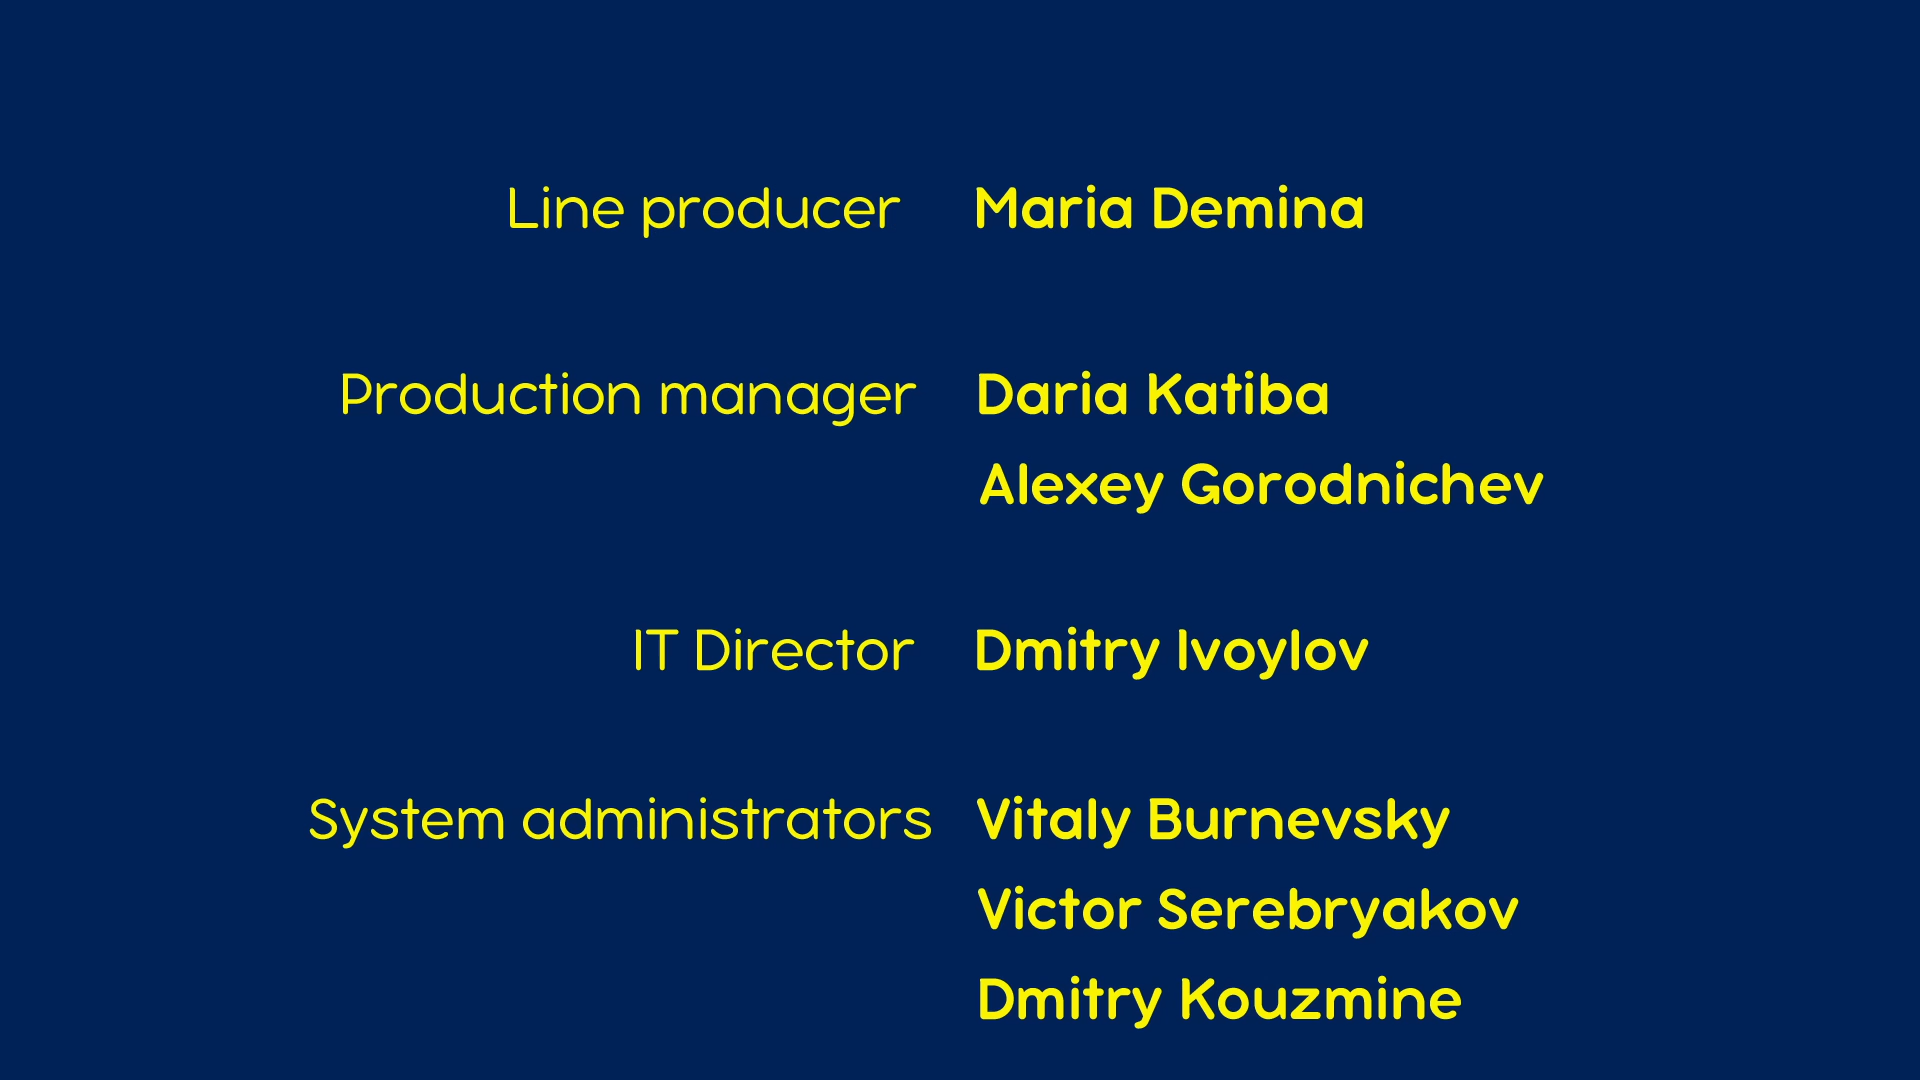 Line producer Maria Demina
Production manager Daria Katiba
Alexey Gorodnichev
IT Director Dmitry Ivoylov
System administrators Vitaly Burnevsky
Victor Serebryakov
Dmitry Kouzmine